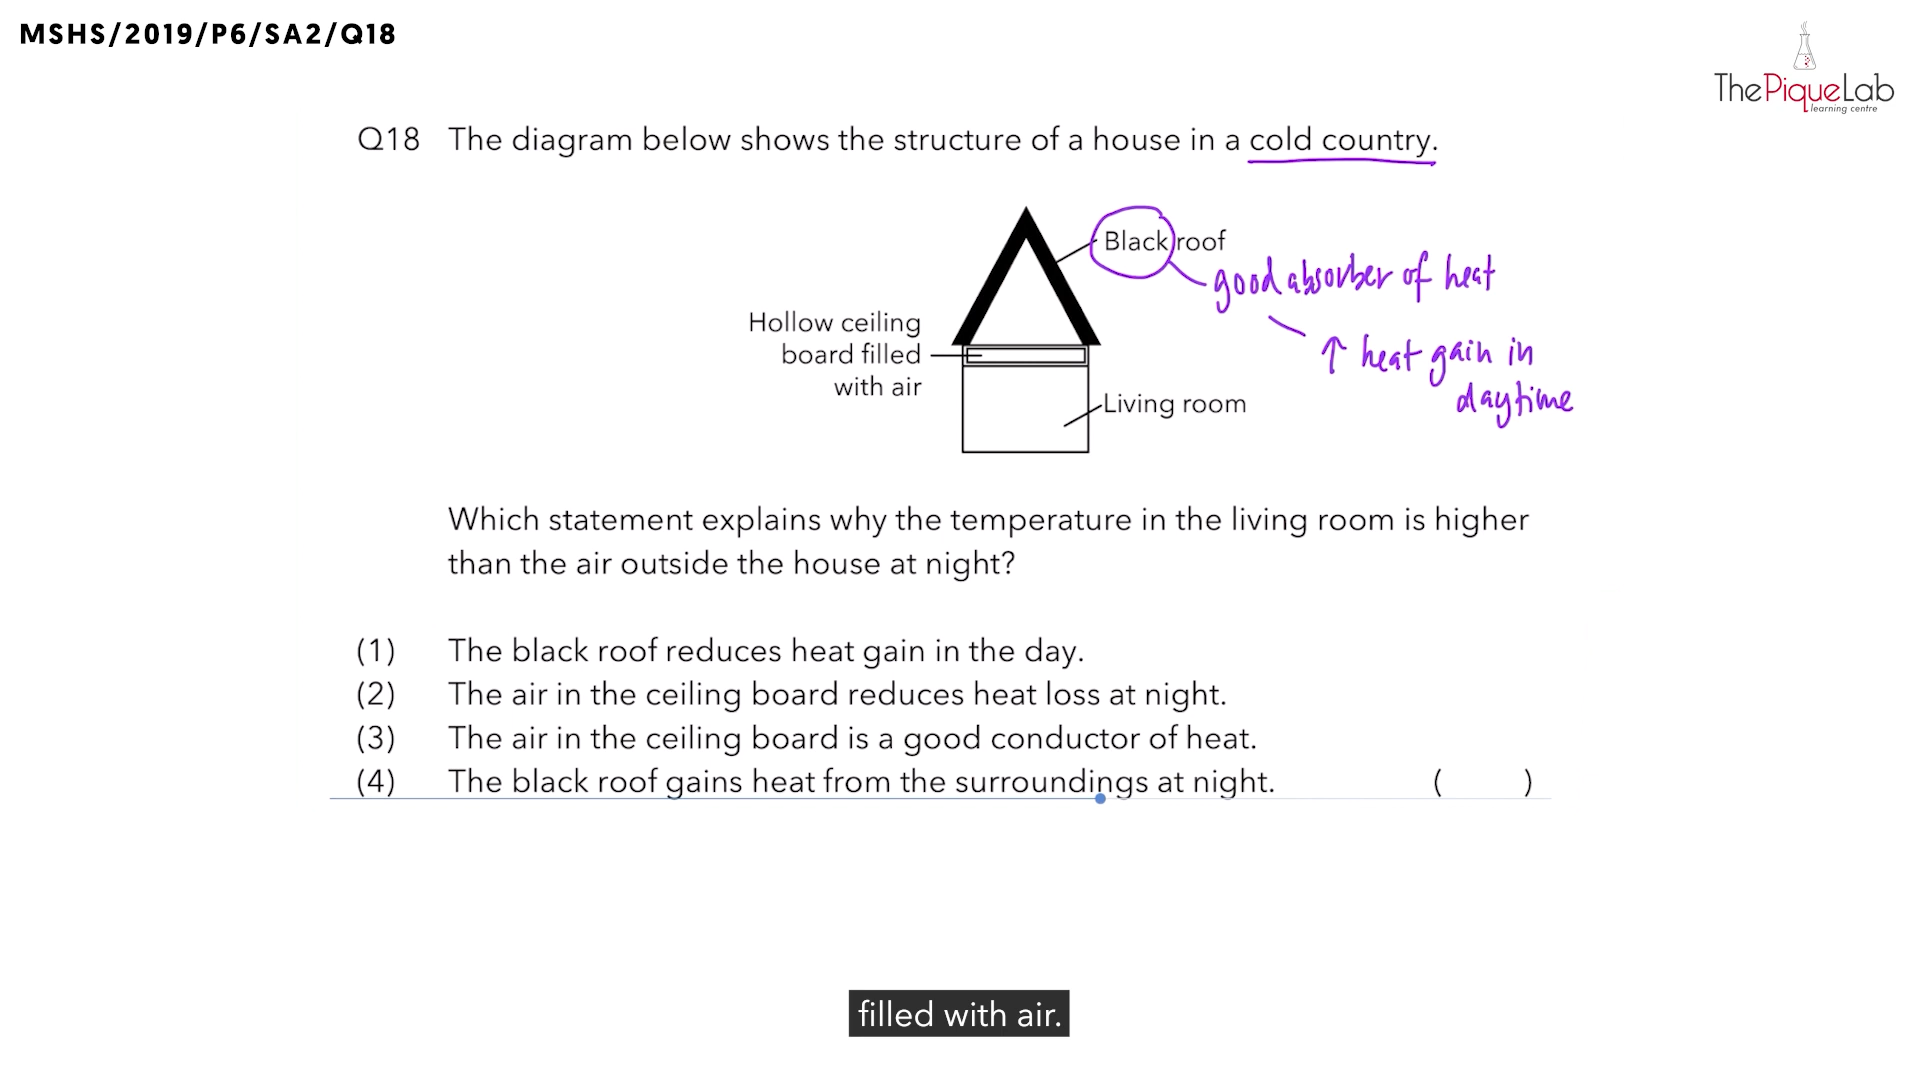 MSHS/2019/P6/SA2/Q18
ThePiqueLab
learning centre
Q18 The diagram below shows the structure of a house in a cold country.
Black roof
good absorber of heat
↑ heat gain in
daytime
Hollow ceiling
board filled
with air
Living room
Which statement explains why the temperature in the living room is higher
than the air outside the house at night?
(1) The black roof reduces heat gain in the day.
(2) The air in the ceiling board reduces heat loss at night.
(3) The air in the ceiling board is a good conductor of heat.
(4) The black roof gains heat from the surroundings at night. ( )
filled with air.